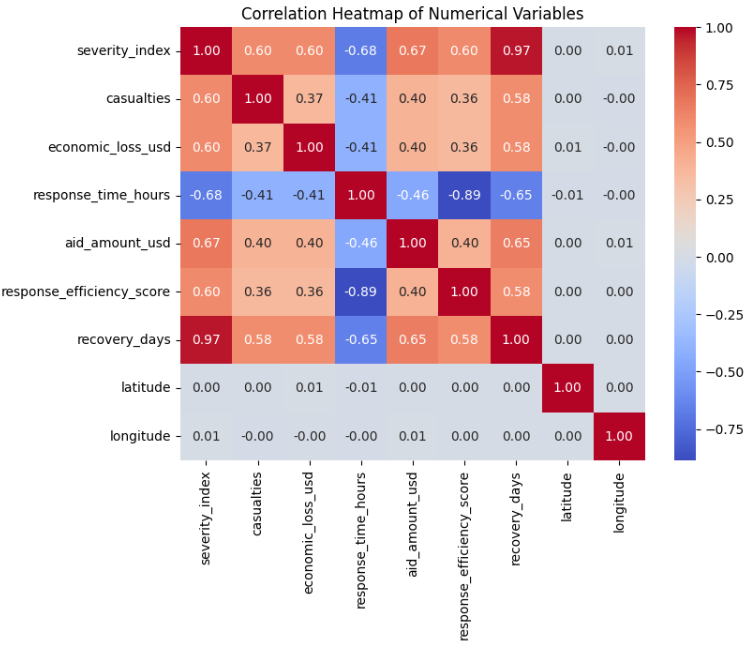 Correlation Heatmap of Numerical Variables
severity_index 1.00 0.60 0.60 -0.68 0.67 0.60 0.97 0.00 0.01
casualties 0.60 1.00 0.37 -0.41 0.40 0.36 0.58 0.00 -0.00
economic_loss_usd 0.60 0.37 1.00 -0.41 0.40 0.36 0.58 0.01 -0.00
response_time_hours -0.68 -0.41 -0.41 1.00 -0.46 -0.89 -0.65 -0.01 -0.00
aid_amount_usd 0.67 0.40 0.40 -0.46 1.00 0.40 0.65 0.00 0.01
response_efficiency_score 0.60 0.36 0.36 -0.89 0.40 1.00 0.58 0.00 0.00
recovery_days 0.97 0.58 0.58 -0.65 0.65 0.58 1.00 0.00 0.00
latitude 0.00 0.00 0.01 -0.01 0.00 0.00 0.00 1.00 0.00
longitude 0.01 -0.00 -0.00 -0.00 0.01 0.00 0.00 0.00 1.00
severity_index
casualties
economic_loss_usd
response_time_hours
aid_amount_usd
response_efficiency_score
recovery_days
latitude
longitude
1.00
0.75
0.50
0.25
0.00
−0.25
−0.50
−0.75